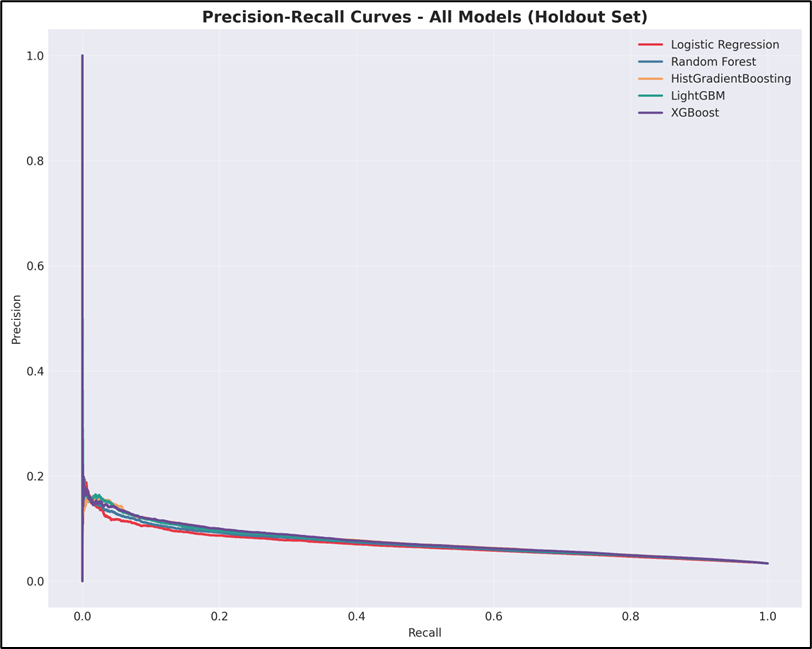 Precision-Recall Curves - All Models (Holdout Set)
Logistic Regression
Random Forest
HistGradientBoosting
LightGBM
XGBoost
1.0
0.8
0.6
0.4
0.2
0.0
Precision
0.0 0.2 0.4 0.6 0.8 1.0
Recall